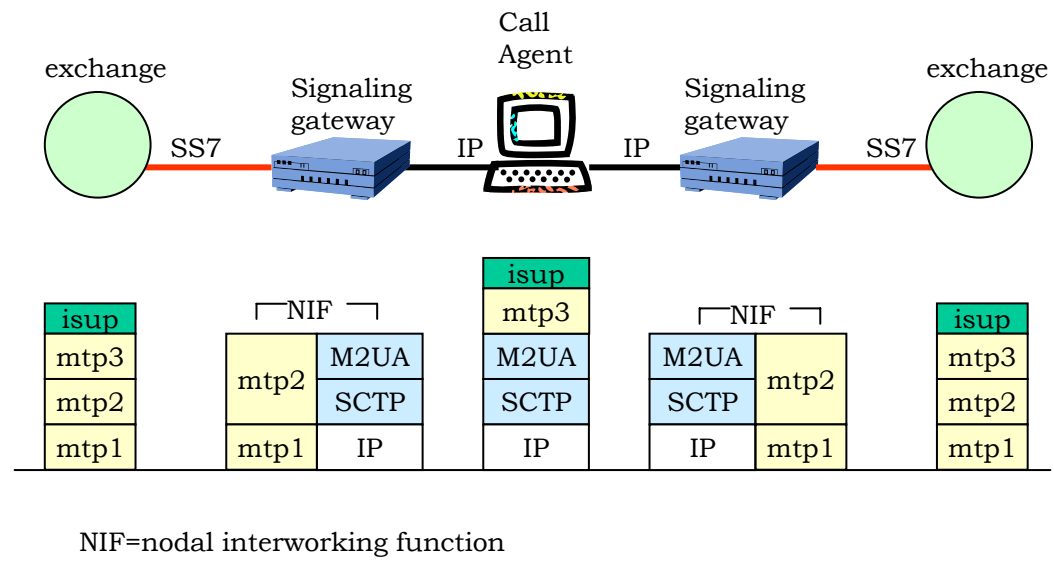 Call
Agent
exchange
exchange
Signaling
gateway
Signaling
gateway
SS7
IP
IP
SS7
isup
NIF
mtp3
NIF
isup
isup
mtp3
mtp2
M2UA
M2UA
M2UA
mtp2
mtp3
mtp2
SCTP
SCTP
SCTP
mtp2
mtp1
mtp1
IP
IP
IP
mtp1
mtp1
NIF=nodal interworking function